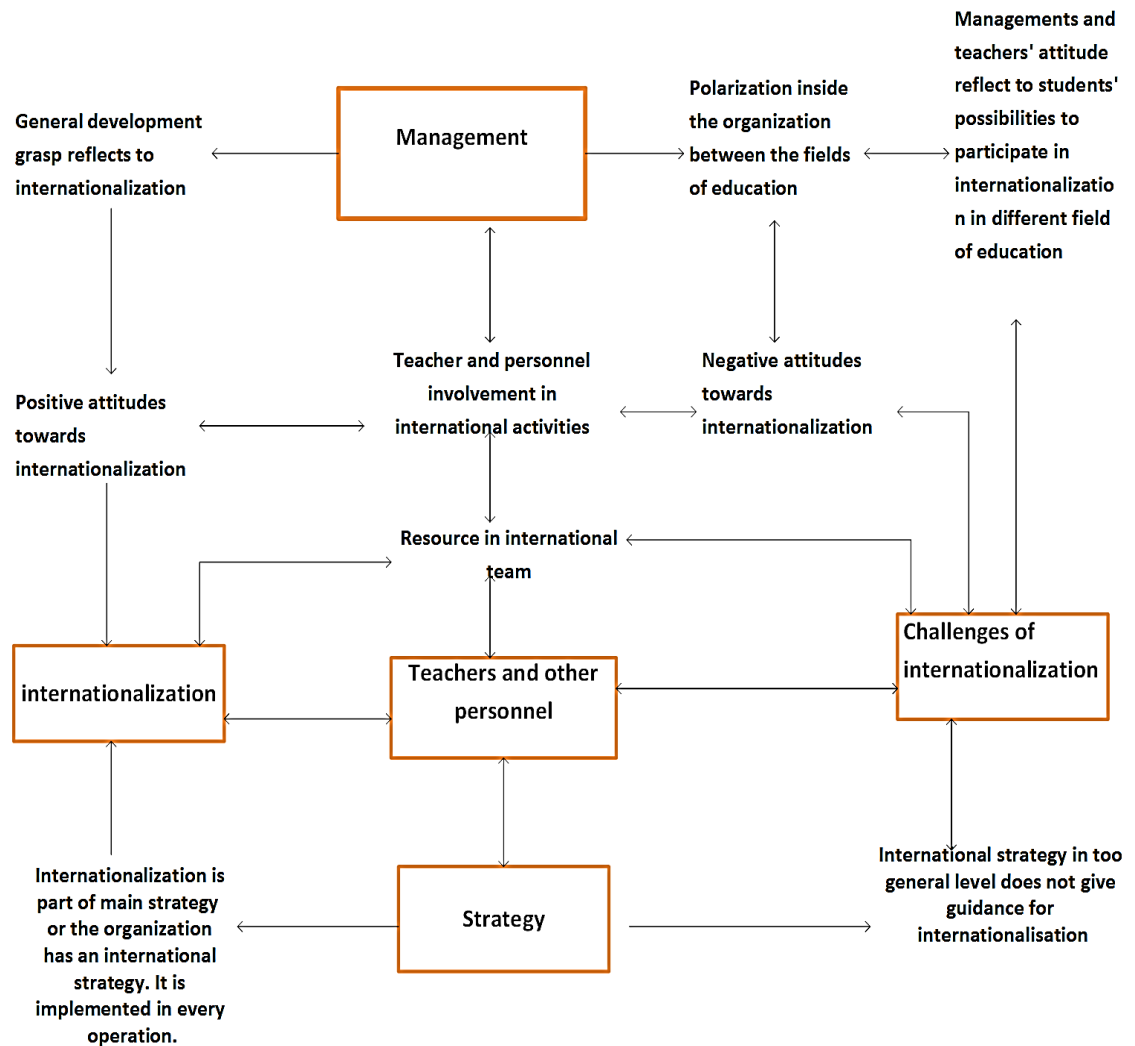 Managements and
teachers' attitude
reflect to students'
possibilities to
participate in
internationalizatio
n in different field
of education
Polarization inside
the organization
between the fields
of education
Management
General development
grasp reflects to
internationalization
Teacher and personnel
involvement in
international activities
Negative attitudes
towards
internationalization
Positive attitudes
towards
internationalization
Resource in international
team
Challenges of
internationalization
Teachers and other
personnel
internationalization
International strategy in too
general level does not give
guidance for
internationalisation
Internationalization is
part of main strategy
or the organization
has an international
strategy. It is
implemented in every
operation.
Strategy